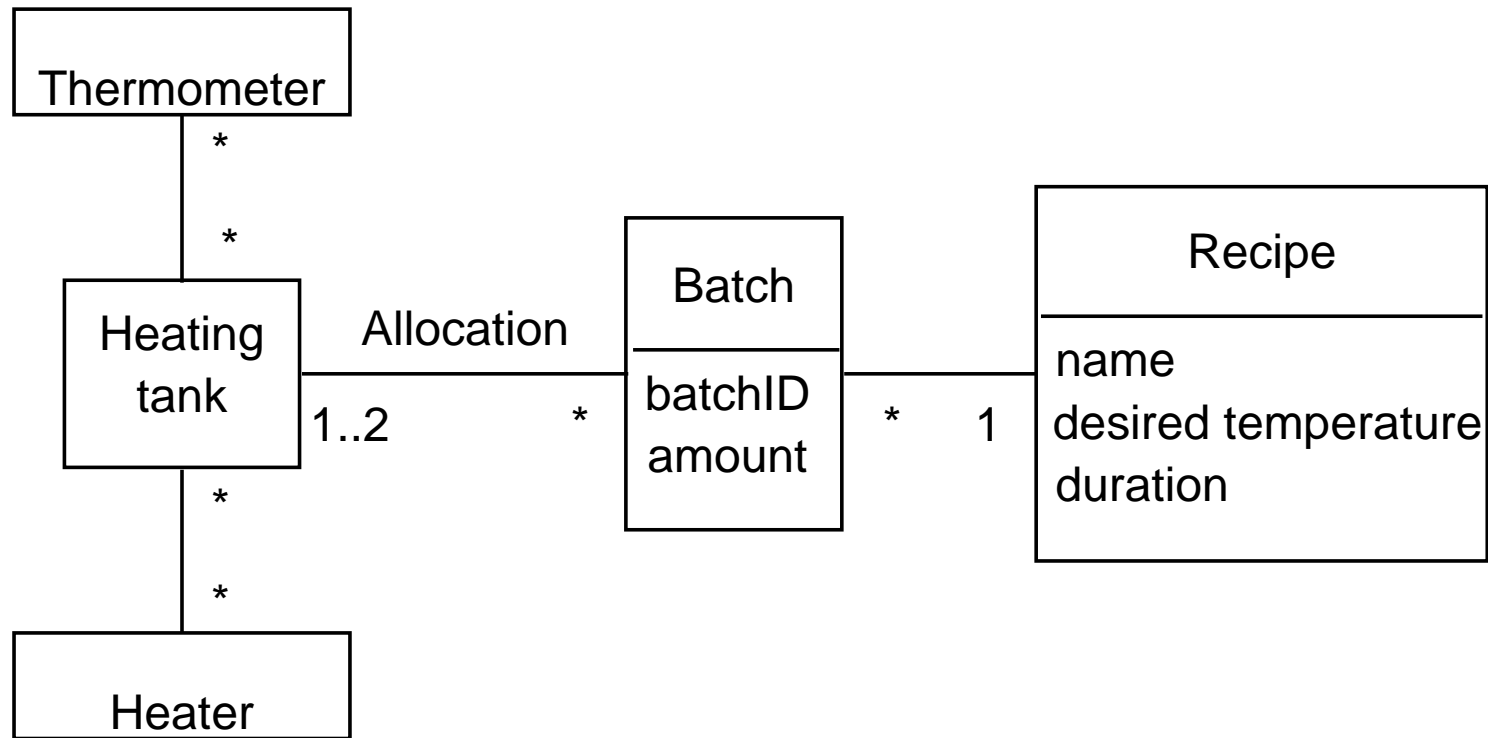 Thermometer
*
*
Heating
tank
Allocation
1..2
*
Batch
batchID
amount
*
1
Recipe
name
desired temperature
duration
*
*
Heater